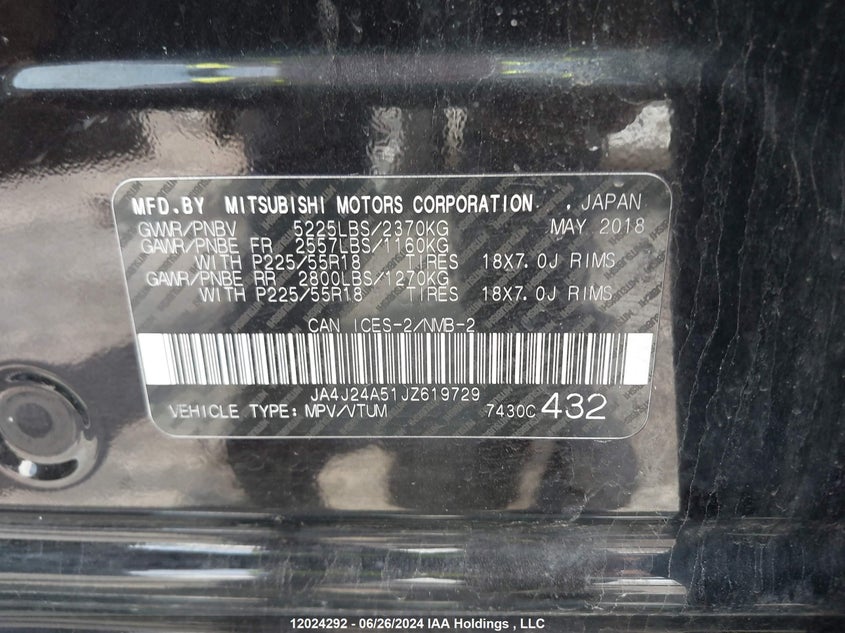 MFD.BY MITSUBISHI MOTORS CORPORATION , JAPAN
GVWR/PNBV 5225LBS/2370KG MAY 2018
GAWR/PNBE FR 2557LBS/1160KG
WITH P225/55R18 TIRES 18X7.0J RIMS
GAWR/PNBE RR 2800LBS/1270KG
WITH P225/55R18 TIRES 18X7.0J RIMS
CAN ICES-2/NMB-2
JA4J24A51JZ619729
VEHICLE TYPE: MPV/VTUM 7430C 432
12024292 - 06/26/2024 IAA Holdings , LLC